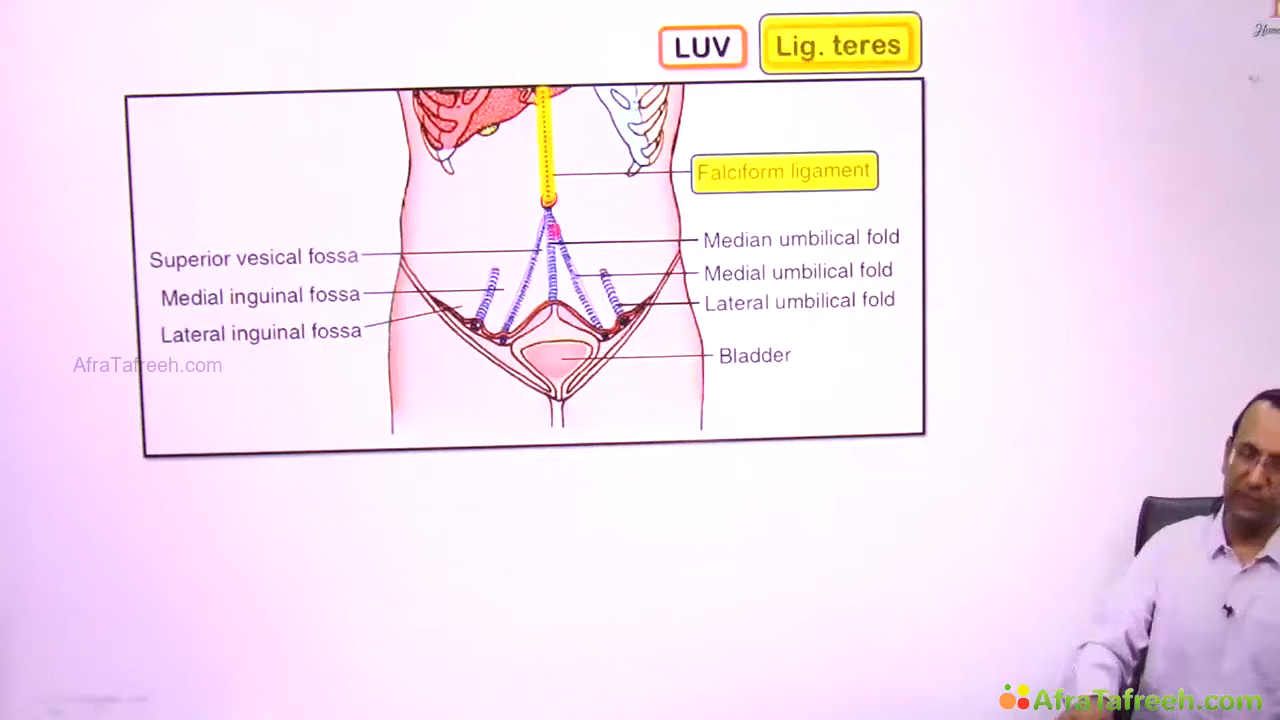 LUV
Lig. teres
Falciform ligament
Superior vesical fossa
Medial inguinal fossa
Lateral inguinal fossa
Median umbilical fold
Medial umbilical fold
Lateral umbilical fold
Bladder
AfraTafreeh.com
AfraTafreeh.com